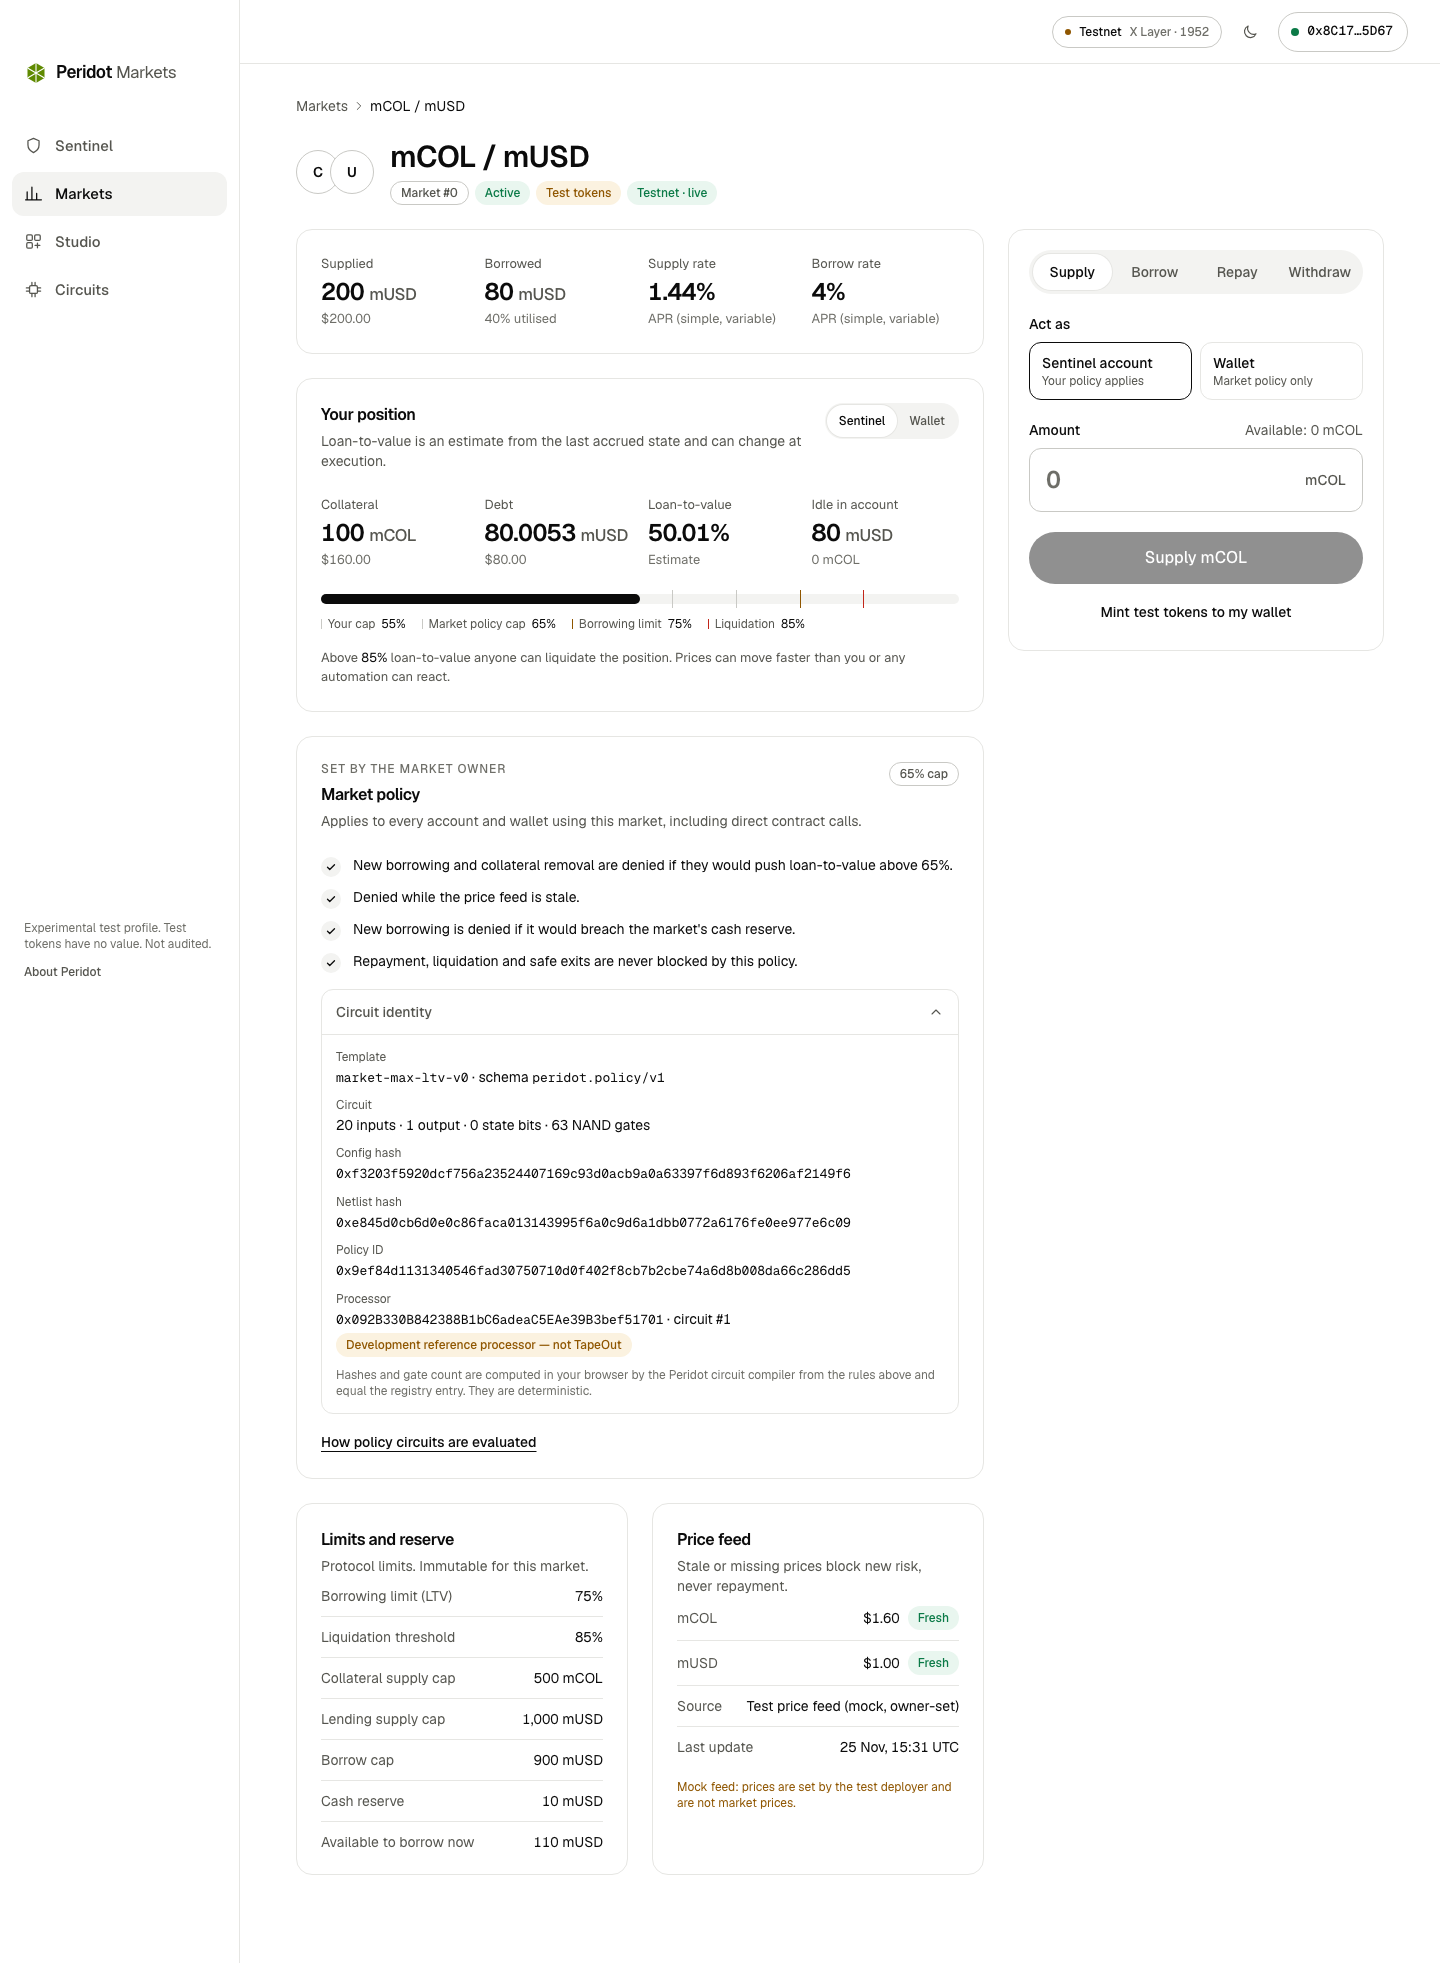 Testnet X Layer · 1952
0x8C17…5D67
Peridot Markets
Sentinel
Markets
Studio
Circuits
Experimental test profile. Test
tokens have no value. Not audited.
About Peridot
Markets > mCOL / mUSD
C U
mCOL / mUSD
Market #0 Active Test tokens Testnet · live
Supplied
200 mUSD
$200.00
Borrowed
80 mUSD
40% utilised
Supply rate
1.44%
APR (simple, variable)
Borrow rate
4%
APR (simple, variable)
Your position
Sentinel Wallet
Loan-to-value is an estimate from the last accrued state and can change at
execution.
Collateral
100 mCOL
$160.00
Debt
80.0053 mUSD
$80.00
Loan-to-value
50.01%
Estimate
Idle in account
80 mUSD
0 mCOL
Your cap 55% Market policy cap 65% Borrowing limit 75% Liquidation 85%
Above 85% loan-to-value anyone can liquidate the position. Prices can move faster than you or any
automation can react.
SET BY THE MARKET OWNER
65% cap
Market policy
Applies to every account and wallet using this market, including direct contract calls.
New borrowing and collateral removal are denied if they would push loan-to-value above 65%.
Denied while the price feed is stale.
New borrowing is denied if it would breach the market's cash reserve.
Repayment, liquidation and safe exits are never blocked by this policy.
Circuit identity
Template
market-max-ltv-v0 · schema peridot.policy/v1
Circuit
20 inputs · 1 output · 0 state bits · 63 NAND gates
Config hash
0xf3203f5920dcf756a23524407169c93d0acb9a0a63397f6d893f6206af2149f6
Netlist hash
0xe845d0cb6d0e0c86faca013143995f6a0c9d6a1dbb0772a6176fe0ee977e6c09
Policy ID
0x9ef84d1131340546fad30750710d0f402f8cb7b2cbe74a6d8b008da66c286dd5
Processor
0x092B330B842388B1bC6adeaC5EAe39B3bef51701 · circuit #1
Development reference processor — not TapeOut
Hashes and gate count are computed in your browser by the Peridot circuit compiler from the rules above and
equal the registry entry. They are deterministic.
How policy circuits are evaluated
Limits and reserve
Protocol limits. Immutable for this market.
Borrowing limit (LTV) 75%
Liquidation threshold 85%
Collateral supply cap 500 mCOL
Lending supply cap 1,000 mUSD
Borrow cap 900 mUSD
Cash reserve 10 mUSD
Available to borrow now 110 mUSD
Price feed
Stale or missing prices block new risk,
never repayment.
mCOL $1.60 Fresh
mUSD $1.00 Fresh
Source Test price feed (mock, owner-set)
Last update 25 Nov, 15:31 UTC
Mock feed: prices are set by the test deployer and
are not market prices.
Supply Borrow Repay Withdraw
Act as
Sentinel account
Your policy applies
Wallet
Market policy only
Amount Available: 0 mCOL
0 mCOL
Supply mCOL
Mint test tokens to my wallet